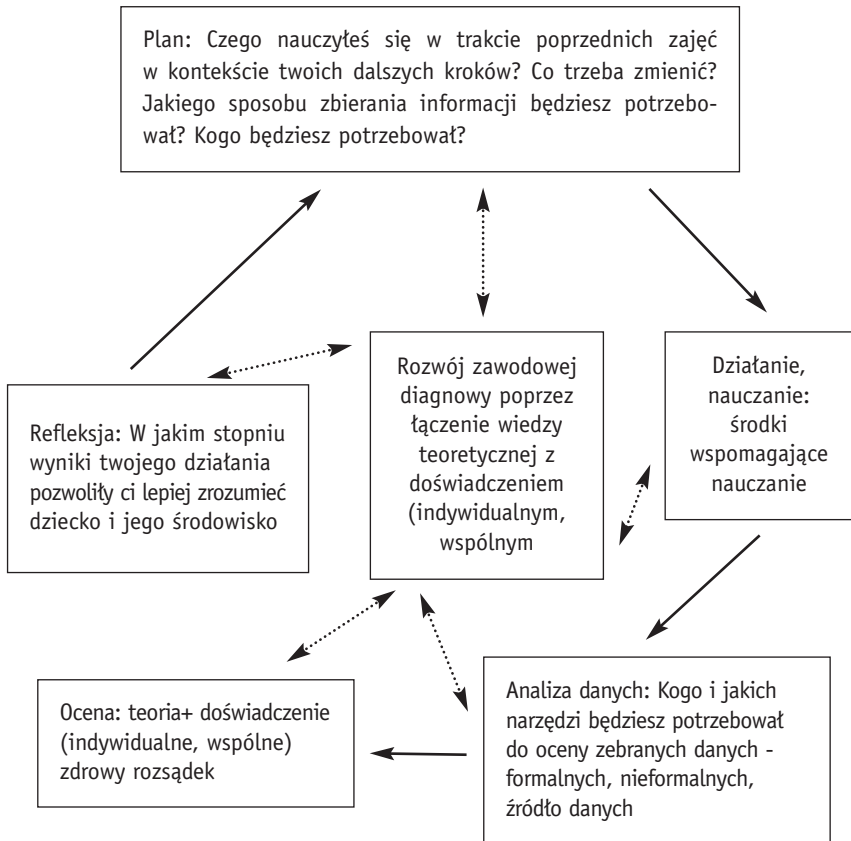 Plan: Czego nauczyłeś się w trakcie poprzednich zajęć
w kontekście twoich dalszych kroków? Co trzeba zmienić?
Jakiego sposobu zbierania informacji będziesz potrzebo-
wał? Kogo będziesz potrzebował?
Refleksja: W jakim stopniu
wyniki twojego działania
pozwoliły ci lepiej zrozumieć
dziecko i jego środowisko
Rozwój zawodowej
diagnowy poprzez
łączenie wiedzy
teoretycznej z
doświadczeniem
(indywidualnym,
wspólnym
Działanie,
nauczanie:
środki
wspomagające
nauczanie
Ocena: teoria+ doświadczenie
(indywidualne, wspólne)
zdrowy rozsądek
Analiza danych: Kogo i jakich
narzędzi będziesz potrzebował
do oceny zebranych danych -
formalnych, nieformalnych,
źródło danych